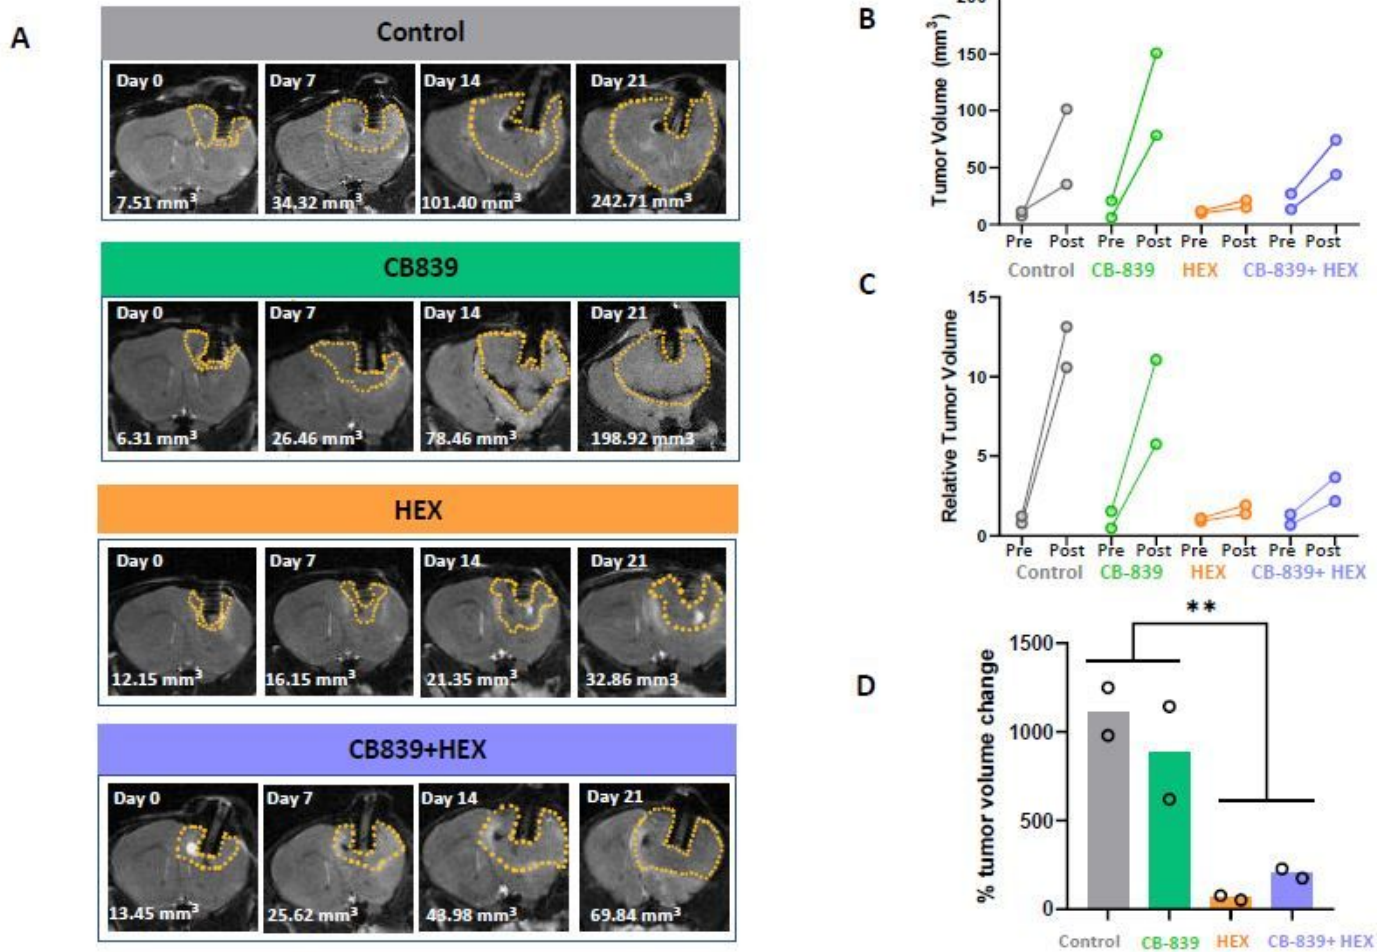 A
Control
Day 0 Day 7 Day 14 Day 21
7.51 mm³ 34.32 mm³ 101.40 mm³ 242.71 mm³
CB839
Day 0 Day 7 Day 14 Day 21
6.31 mm³ 26.46 mm³ 78.46 mm³ 198.92 mm3
HEX
Day 0 Day 7 Day 14 Day 21
12.15 mm³ 16.15 mm³ 21.35 mm³ 32.86 mm3
CB839+HEX
Day 0 Day 7 Day 14 Day 21
13.45 mm³ 25.62 mm³ 43.98 mm³ 69.84 mm³
B
Tumor Volume (mm³)
200
150
100
50
0
Pre Post Pre Post Pre Post Pre Post
Control CB-839 HEX CB-839+ HEX
C
Relative Tumor Volume
15
10
5
0
Pre Post Pre Post Pre Post Pre Post
Control CB-839 HEX CB-839+ HEX
D
% tumor volume change
**
1500
1000
500
0
Control CB-839 HEX CB-839+ HEX